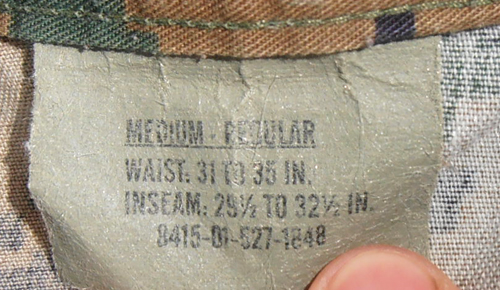 MEDIUM - REGULAR
WAIST: 31 TO 35 IN.
INSEAM: 29½ TO 32½ IN.
8415-01-527-1848